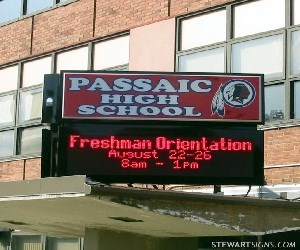 PASSAIC
HIGH
SCHOOL
Freshman Orientation
August 22-26
8am - 1pm
STEWARTSIGNS.COM